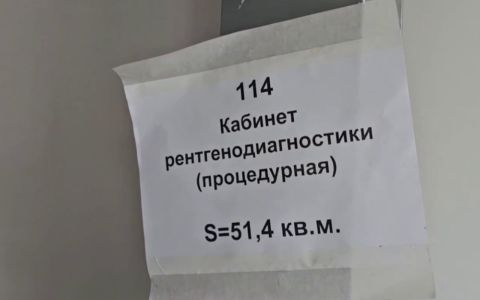 114
Кабинет
рентгенодиагностики
(процедурная)
S=51,4 кв.м.